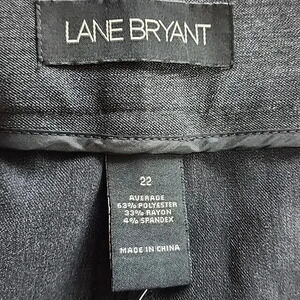 LANE BRYANT
22
AVERAGE
63% POLYESTER
33% RAYON
4% SPANDEX
MADE IN CHINA